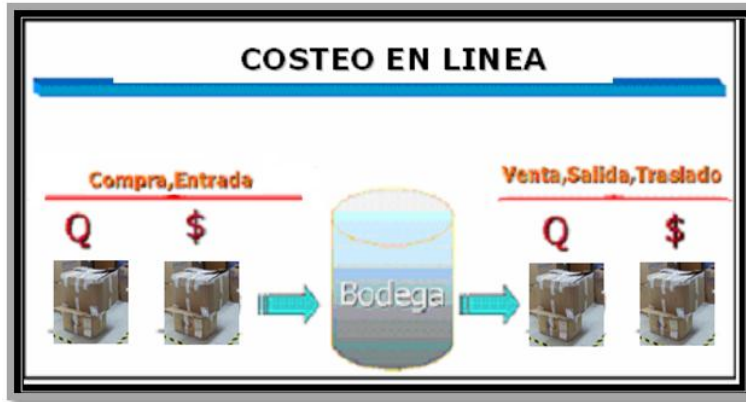 COSTEO EN LINEA
Compra,Entrada
Venta,Salida,Traslado
Q $
Bodega
Q $